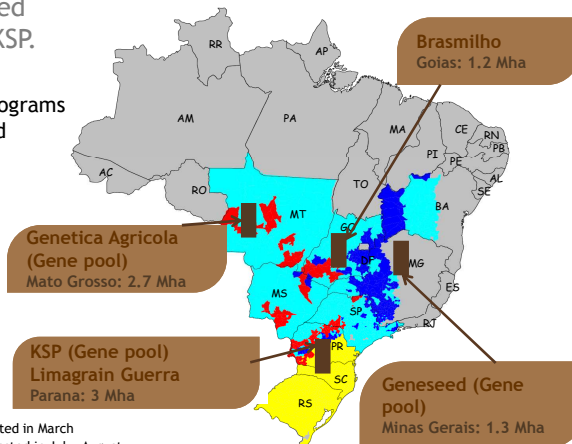 ed
KSP.
Brasmilho
Goias: 1.2 Mha
ograms
d
RR
AP
AM
PA
MA
CE
RN
PB
PI
PE
AC
AL
SE
RO
TO
BA
MT
Genetica Agricola
(Gene pool)
Mato Grosso: 2.7 Mha
MG
MS
ES
SP
RJ
KSP (Gene pool)
Limagrain Guerra
Parana: 3 Mha
PR
SC
RS
Geneseed (Gene
pool)
Minas Gerais: 1.3 Mha
ted in March